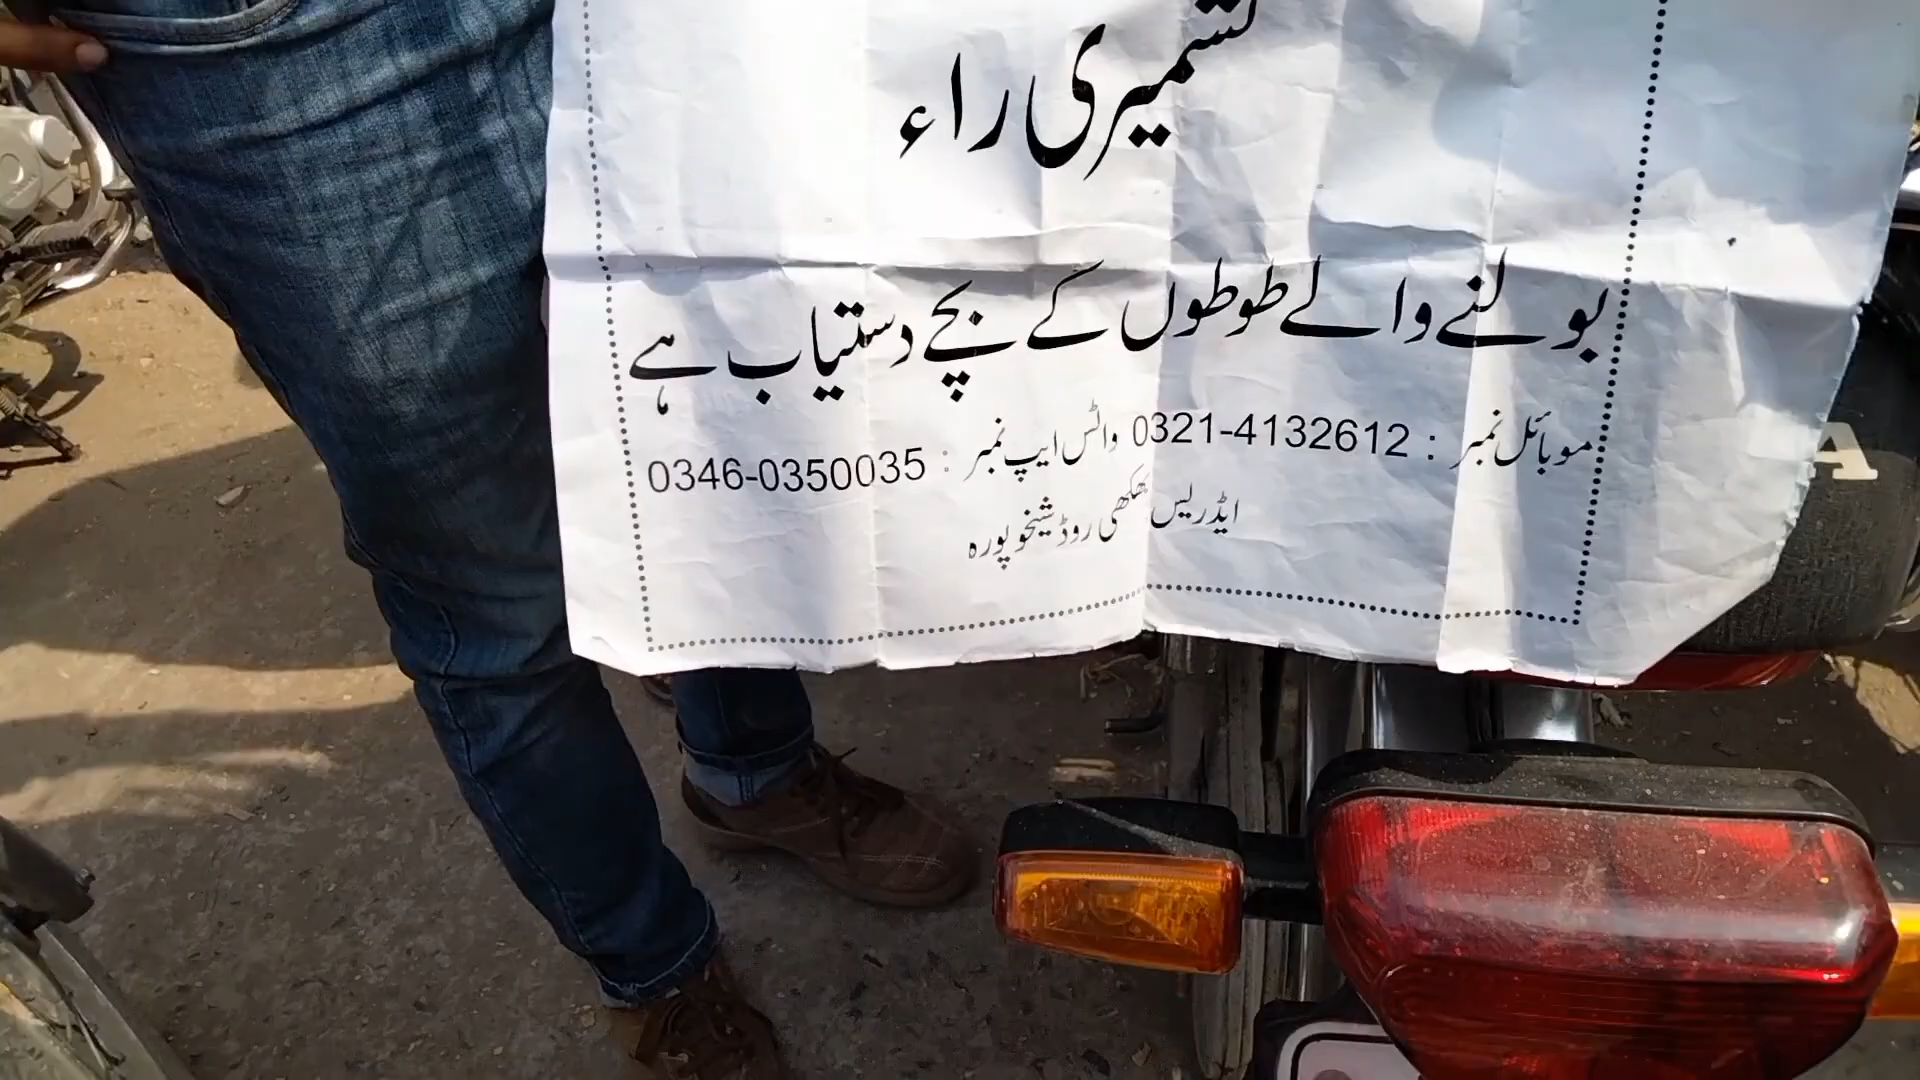 کشمیری راء
بولنے والے طوطوں کے بچے دستیاب ہے
موبائل نمبر : 0321-4132612 واٹس ایپ نمبر : 0346-0350035
ایڈریس بھکھی روڈ شیخوپورہ
A